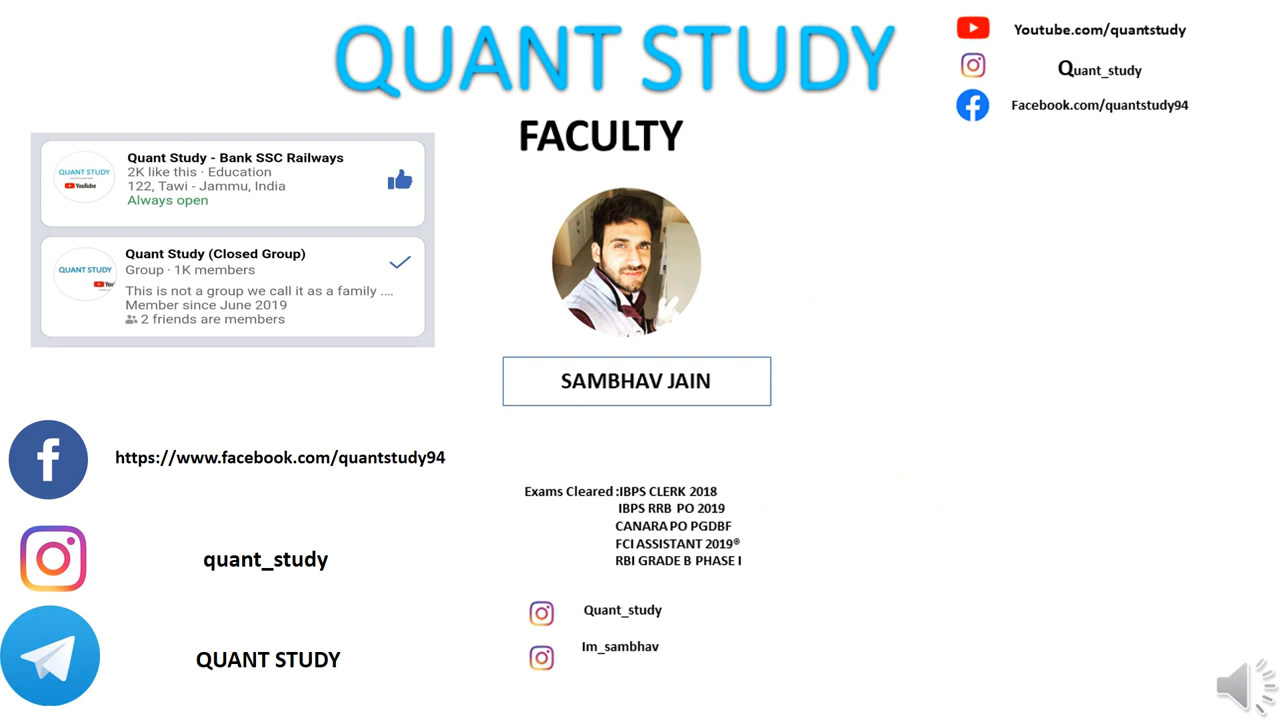 QUANT STUDY
Youtube.com/quantstudy
Quant_study
Facebook.com/quantstudy94
FACULTY
QUANT STUDY
YouTube
Quant Study - Bank SSC Railways
2K like this · Education
122, Tawi - Jammu, India
Always open
QUANT STUDY
You
Quant Study (Closed Group)
Group · 1K members
This is not a group we call it as a family ....
Member since June 2019
2 friends are members
SAMBHAV JAIN
https://www.facebook.com/quantstudy94
quant_study
QUANT STUDY
Exams Cleared :IBPS CLERK 2018
IBPS RRB PO 2019
CANARA PO PGDBF
FCI ASSISTANT 2019®
RBI GRADE B PHASE I
Quant_study
Im_sambhav